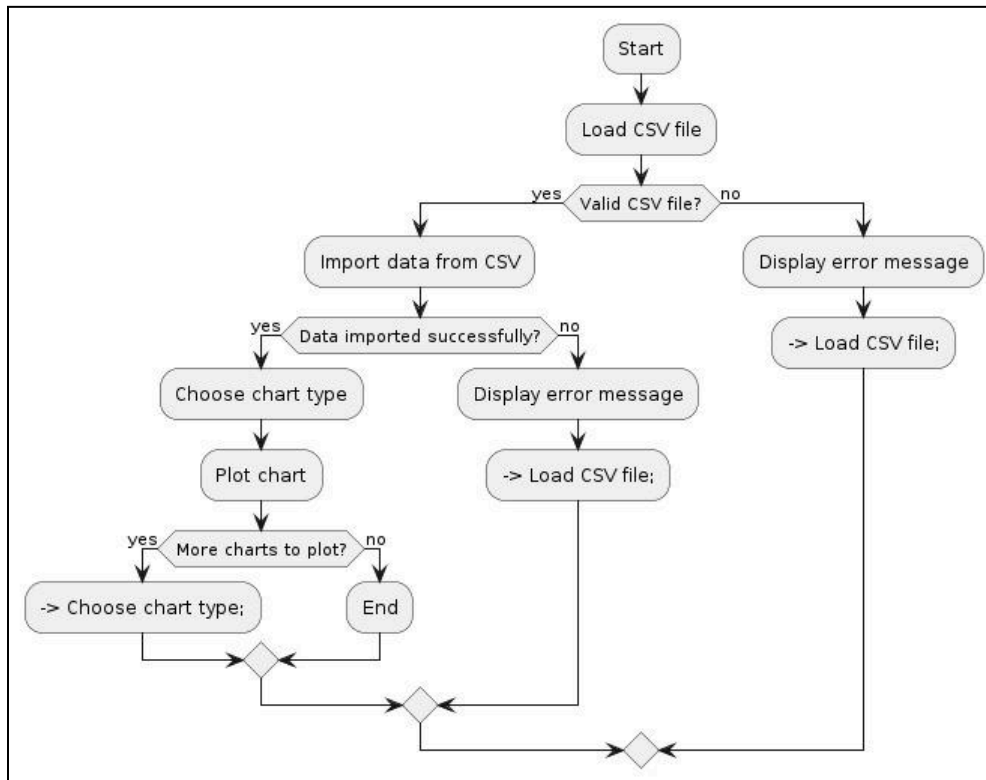 Start
Load CSV file
yes
Valid CSV file?
no
Import data from CSV
Display error message
yes
Data imported successfully?
no
-> Load CSV file;
Choose chart type
Display error message
Plot chart
-> Load CSV file;
yes
More charts to plot?
no
-> Choose chart type;
End